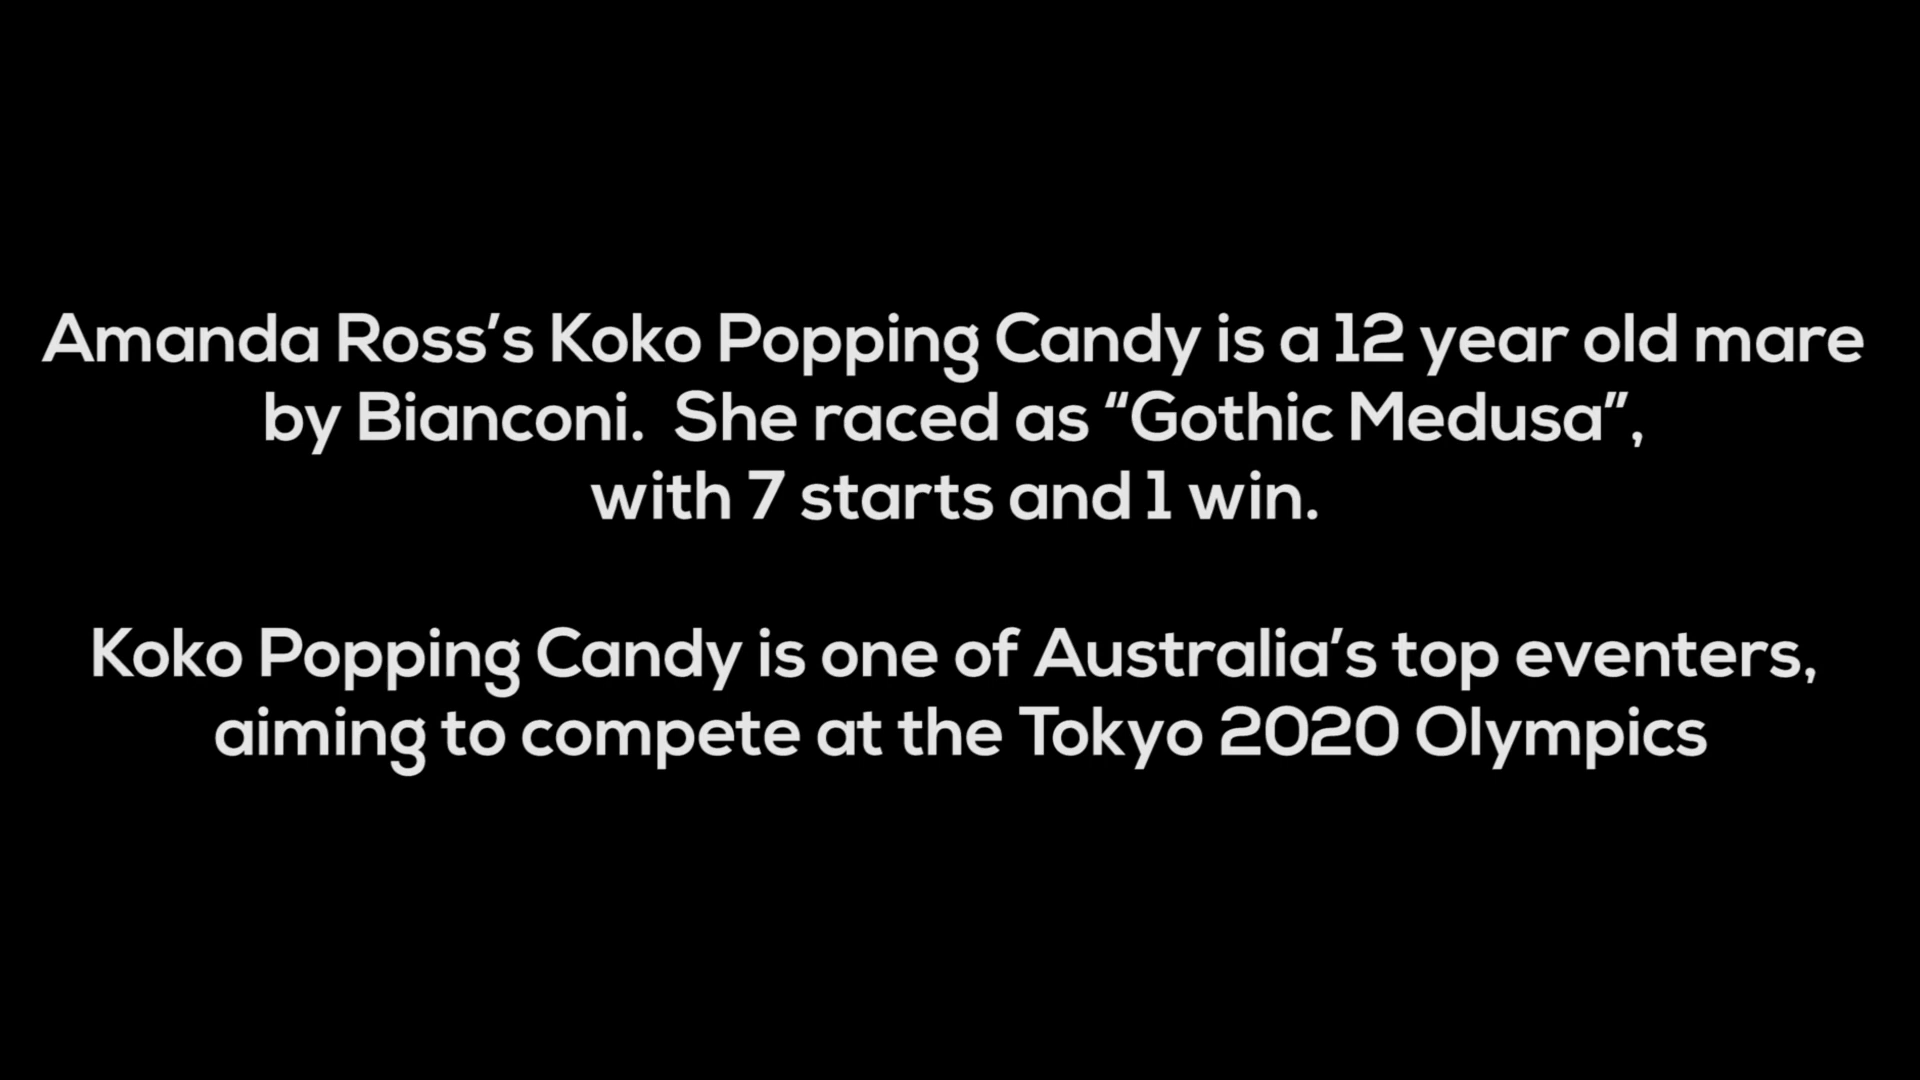 Amanda Ross’s Koko Popping Candy is a 12 year old mare
by Bianconi.  She raced as “Gothic Medusa”,
with 7 starts and 1 win.
Koko Popping Candy is one of Australia’s top eventers,
aiming to compete at the Tokyo 2020 Olympics